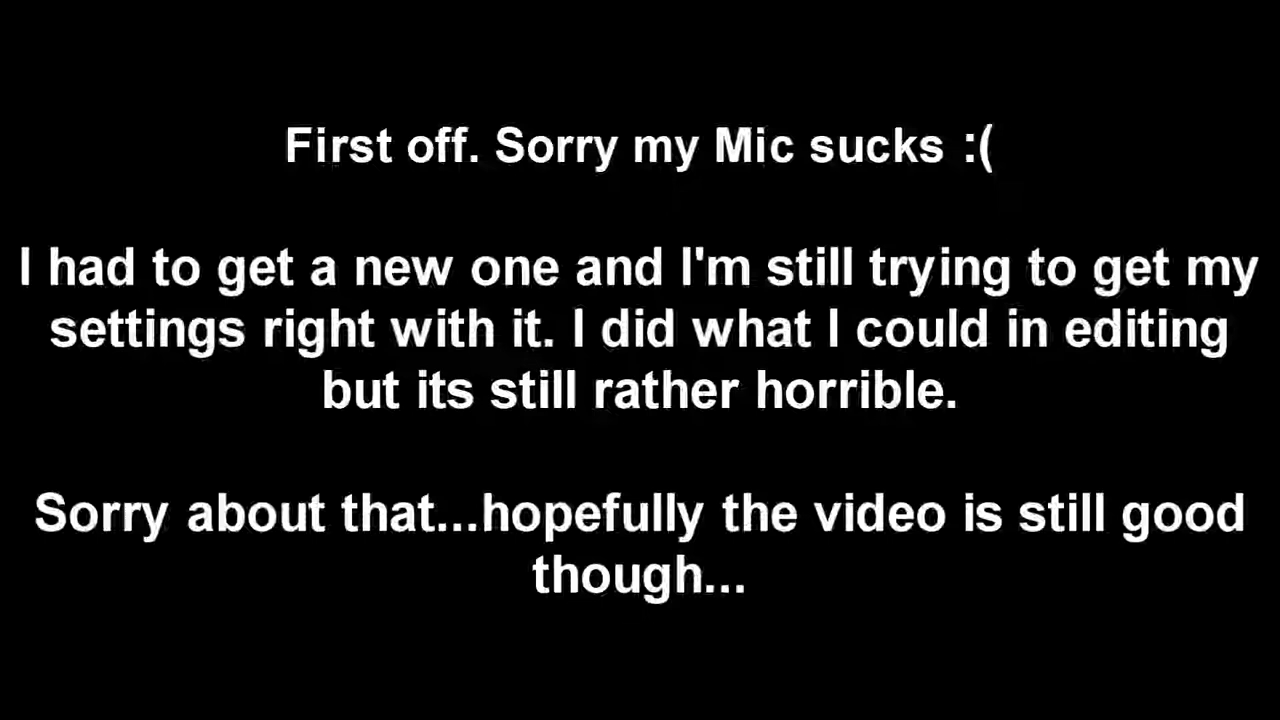 First off. Sorry my Mic sucks :(
I had to get a new one and I'm still trying to get my
settings right with it. I did what I could in editing
but its still rather horrible.
Sorry about that...hopefully the video is still good
though...